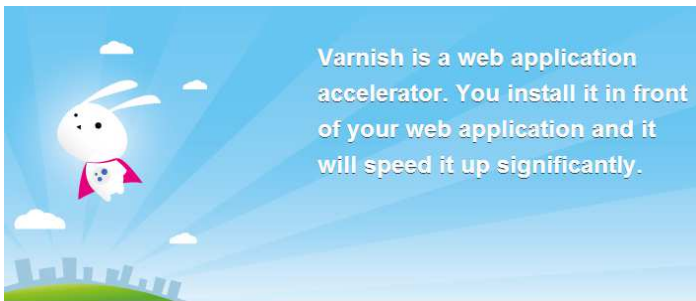 Varnish is a web application
accelerator. You install it in front
of your web application and it
will speed it up significantly.